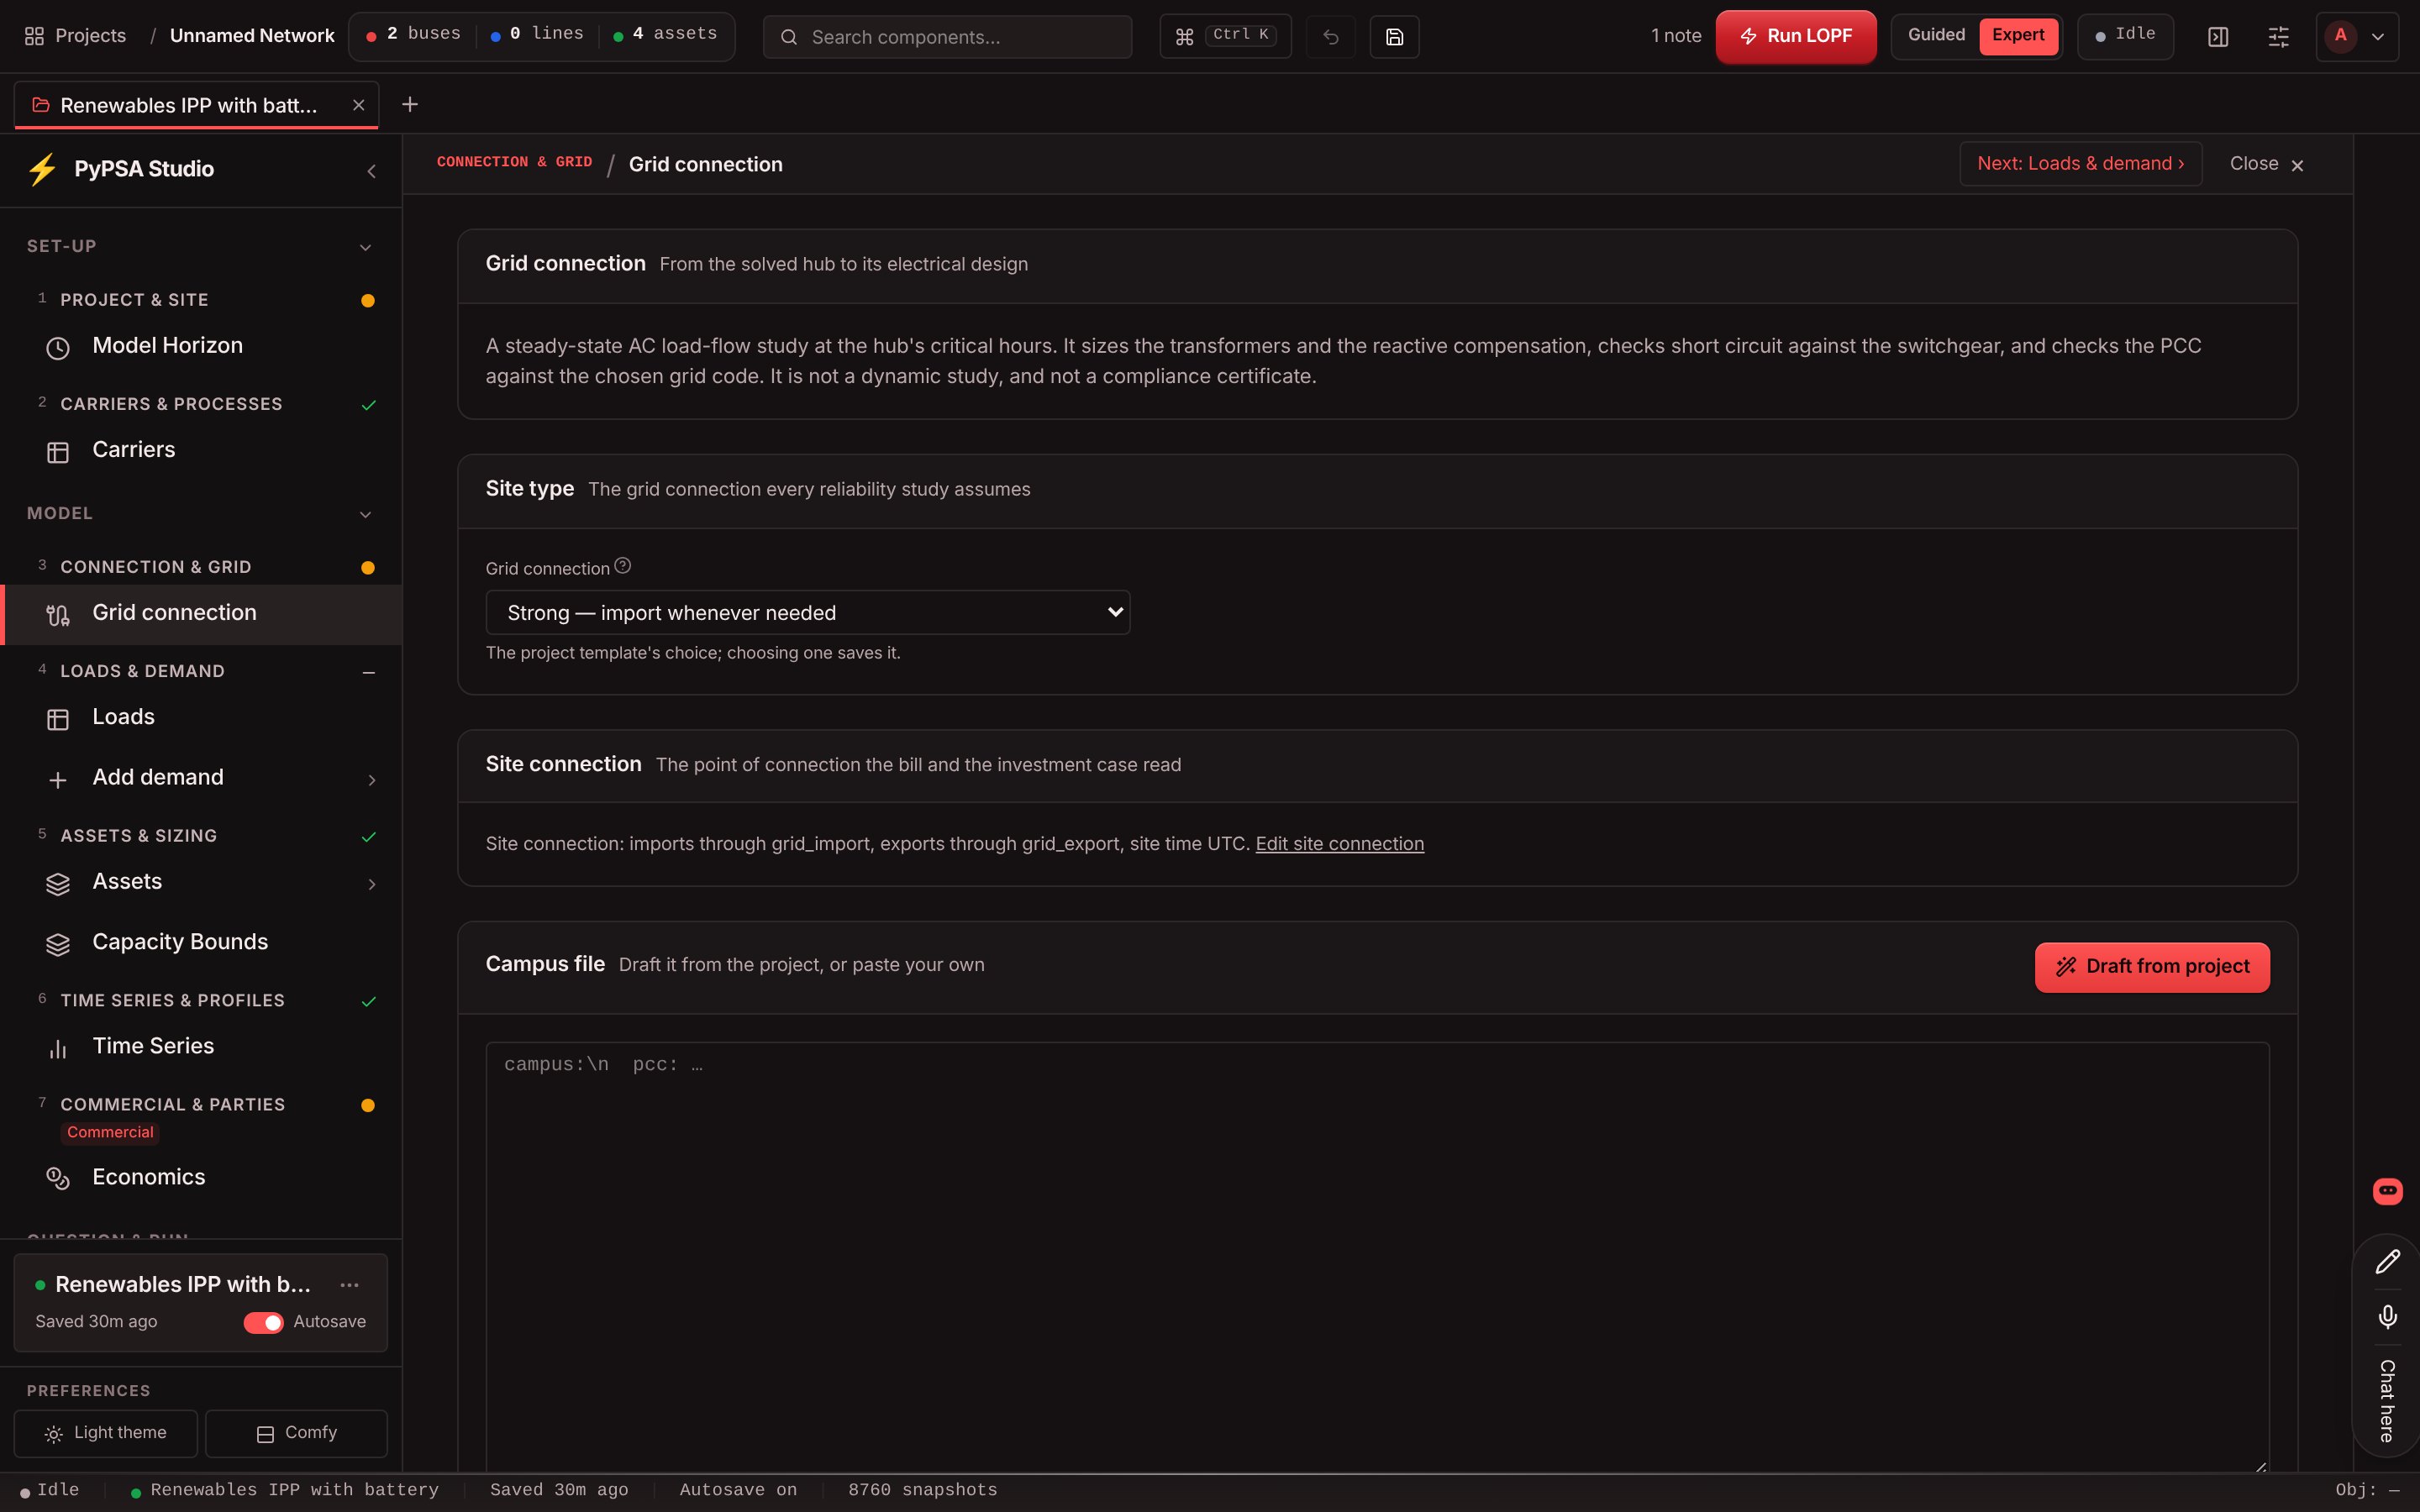 Projects / Unnamed Network 2 buses 0 lines 4 assets Search components... Ctrl K 1 note Run LOPF Guided Expert Idle A
Renewables IPP with batt...
PyPSA Studio
CONNECTION & GRID / Grid connection Next: Loads & demand › Close
SET-UP
1 PROJECT & SITE
Model Horizon
2 CARRIERS & PROCESSES
Carriers
MODEL
3 CONNECTION & GRID
Grid connection
4 LOADS & DEMAND
Loads
Add demand
5 ASSETS & SIZING
Assets
Capacity Bounds
6 TIME SERIES & PROFILES
Time Series
7 COMMERCIAL & PARTIES
Commercial
Economics
QUESTION & RUN
Renewables IPP with b...
Saved 30m ago Autosave
PREFERENCES
Light theme Comfy
Grid connection From the solved hub to its electrical design
A steady-state AC load-flow study at the hub's critical hours. It sizes the transformers and the reactive compensation, checks short circuit against the switchgear, and checks the PCC
against the chosen grid code. It is not a dynamic study, and not a compliance certificate.
Site type The grid connection every reliability study assumes
Grid connection ?
Strong — import whenever needed
The project template's choice; choosing one saves it.
Site connection The point of connection the bill and the investment case read
Site connection: imports through grid_import, exports through grid_export, site time UTC. Edit site connection
Campus file Draft it from the project, or paste your own Draft from project
campus:\n  pcc: …
Chat here
Idle Renewables IPP with battery Saved 30m ago Autosave on 8760 snapshots Obj: —